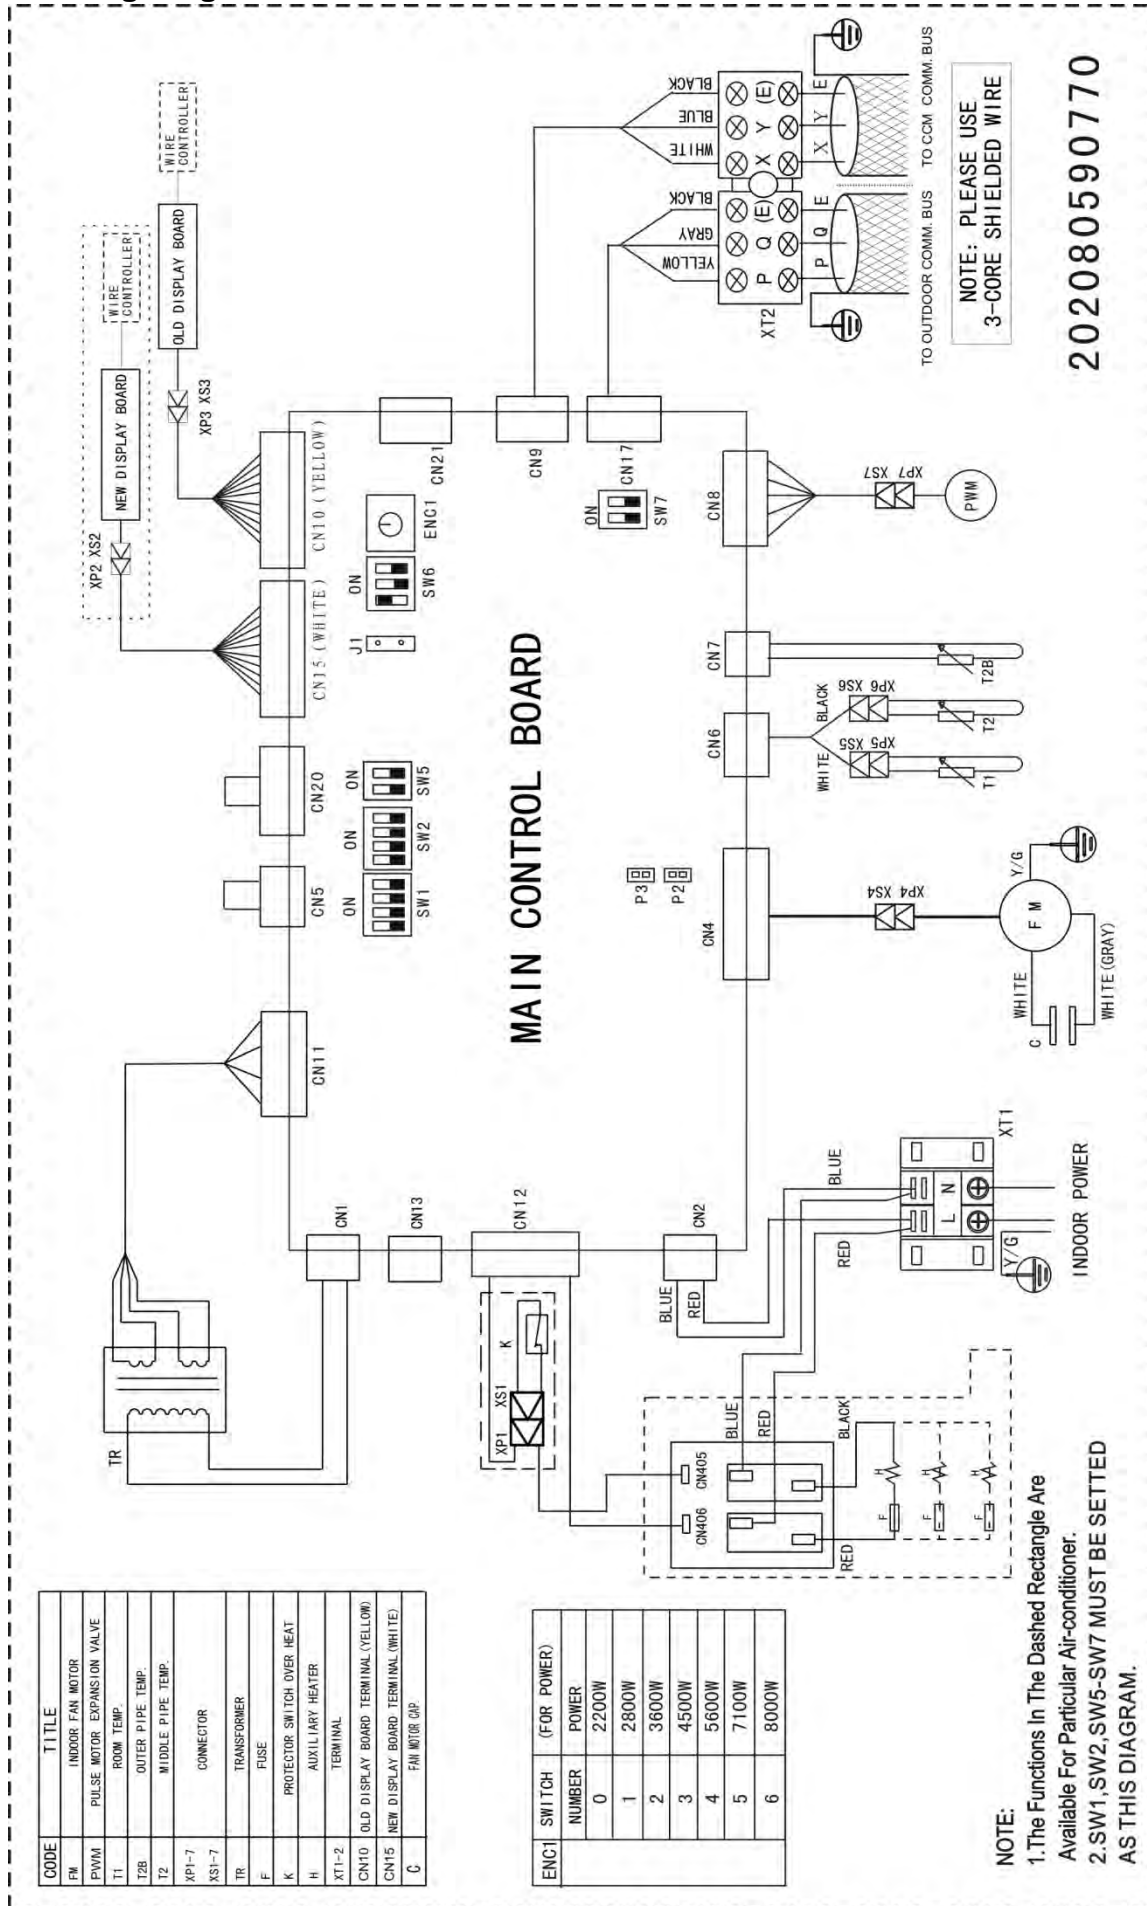 CODE TITLE
FM INDOOR FAN MOTOR
PWM PULSE MOTOR EXPANSION VALVE
T1 ROOM TEMP.
T2B OUTER PIPE TEMP.
T2 MIDDLE PIPE TEMP.
XP1-7
XS1-7 CONNECTOR
TR TRANSFORMER
F FUSE
K PROTECTOR SWITCH OVER HEAT
H AUXILIARY HEATER
XT1-2 TERMINAL
CN10 OLD DISPLAY BOARD TERMINAL(YELLOW)
CN15 NEW DISPLAY BOARD TERMINAL(WHITE)
C FAN MOTOR CAP.
ENC1 SWITCH (FOR POWER)
NUMBER POWER
0 2200W
1 2800W
2 3600W
3 4500W
4 5600W
5 7100W
6 8000W
NOTE:
1.The Functions In The Dashed Rectangle Are
Available For Particular Air-conditioner.
2.SW1,SW2,SW5-SW7 MUST BE SETTED
AS THIS DIAGRAM.
TR
CN11
CN1
CN13
CN12
CN2
XP1 XS1
K
CN406 CN405
BLUE
RED
BLACK
RED
F H
F H
F H
BLUE
RED
BLUE
RED
L N
XT1
Y/G
INDOOR POWER
MAIN CONTROL BOARD
CN5
CN20
CN15(WHITE)
CN10(YELLOW)
ON
SW1
ON
SW2
ON
SW5
J1
ON
SW6
ENC1
XP2 XS2
NEW DISPLAY BOARD
WIRE
CONTROLLER
XP3 XS3
OLD DISPLAY BOARD
WIRE
CONTROLLER
CN21
CN9
CN17
ON
SW7
P3
P2
CN4
CN6
CN7
CN8
XP4 XS4
FM
Y/G
WHITE
WHITE(GRAY)
C
WHITE
BLACK
XP5 XS5
XP6 XS6
T1
T2
T2B
XP7 XS7
PWM
YELLOW
GRAY
BLACK
WHITE
BLUE
BLACK
P Q (E) X Y (E)
XT2
P Q E X Y E
TO OUTDOOR COMM. BUS
TO CCM COMM. BUS
NOTE: PLEASE USE
3-CORE SHIELDED WIRE
202080590770